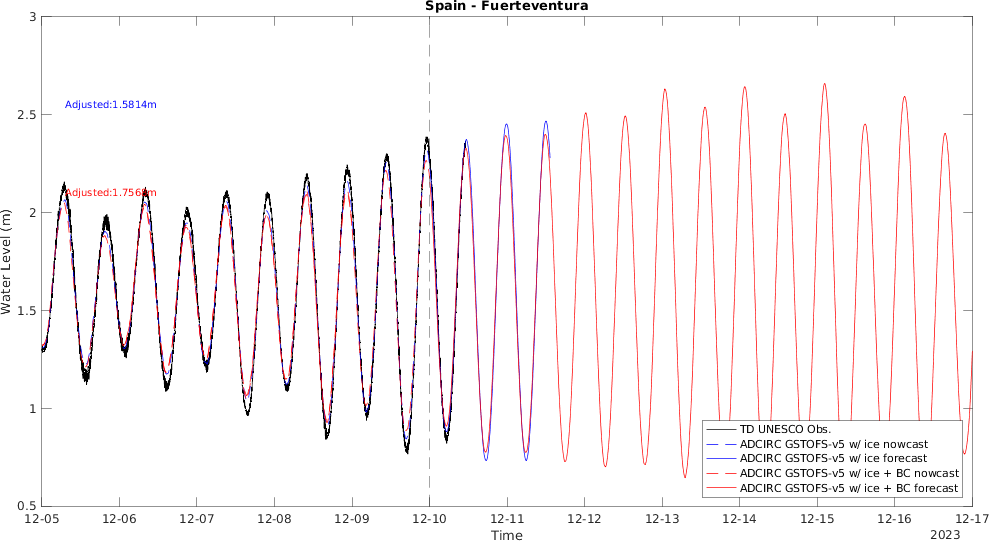 Spain - Fuerteventura
3
2.5
2
1.5
1
0.5
Water Level (m)
Adjusted:1.5814m
TD UNESCO Obs.
ADCIRC GSTOFS-v5 w/ ice nowcast
ADCIRC GSTOFS-v5 w/ ice forecast
ADCIRC GSTOFS-v5 w/ ice + BC nowcast
ADCIRC GSTOFS-v5 w/ ice + BC forecast
12-05 12-06 12-07 12-08 12-09 12-10 12-11 12-12 12-13 12-14 12-15 12-16 12-17
Time
2023